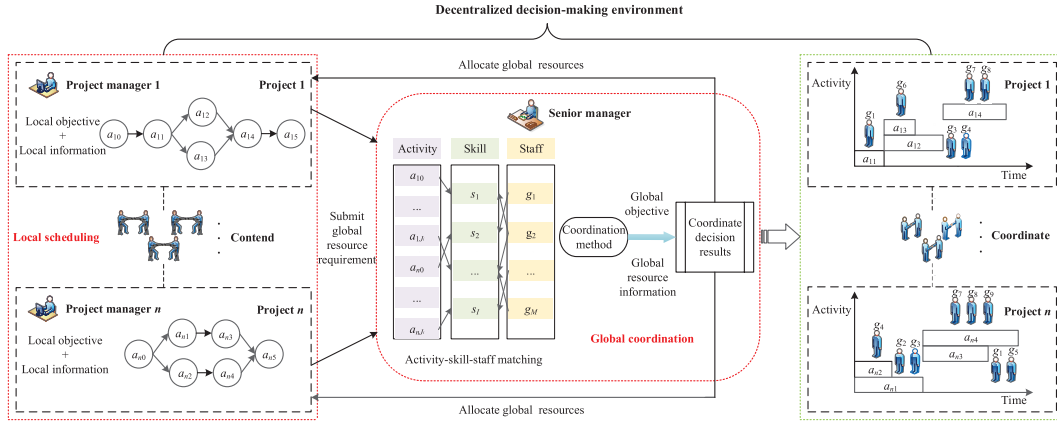 Decentralized decision-making environment
Project manager 1
Project 1
Local objective
+
Local information
a10
a11
a12
a13
a14
a15
Local scheduling
Contend
Project manager n
Project n
Local objective
+
Local information
an0
an1
an2
an3
an4
an5
Allocate global resources
Submit
global
resource
requirement
Senior manager
Activity
Skill
Staff
a10
...
a1J1
an0
...
anJn
s1
s2
...
sI
g1
g2
...
gM
Activity-skill-staff matching
Coordination
method
Global
objective
Global
resource
information
Coordinate
decision
results
Global coordination
Allocate global resources
Activity
Project 1
g1
g6
g7
g8
g3
g4
a14
a13
a12
a11
Time
Coordinate
Activity
Project n
g7
g8
g9
g4
g2
g3
g1
g5
an4
an3
an2
an1
Time